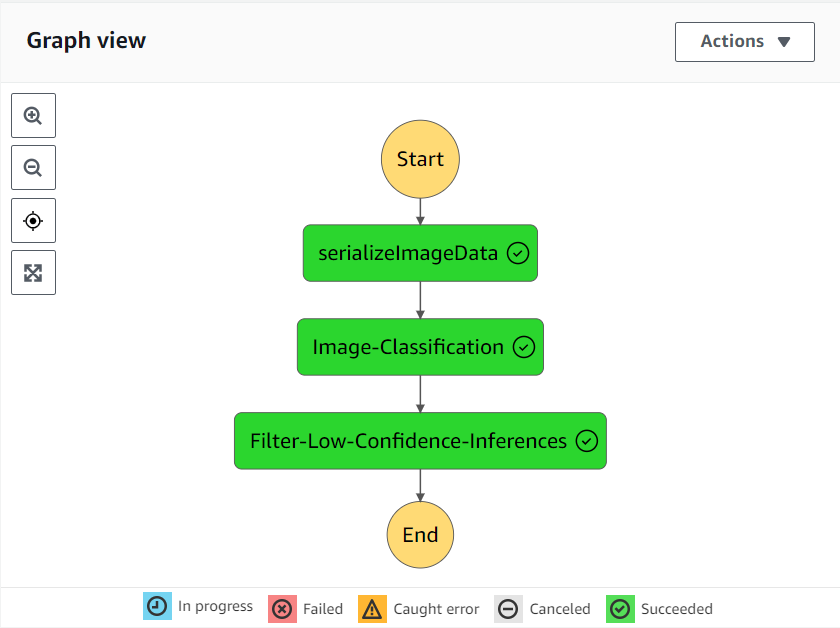 Graph view
Actions
Start
serializeImageData
Image-Classification
Filter-Low-Confidence-Inferences
End
In progress Failed Caught error Canceled Succeeded